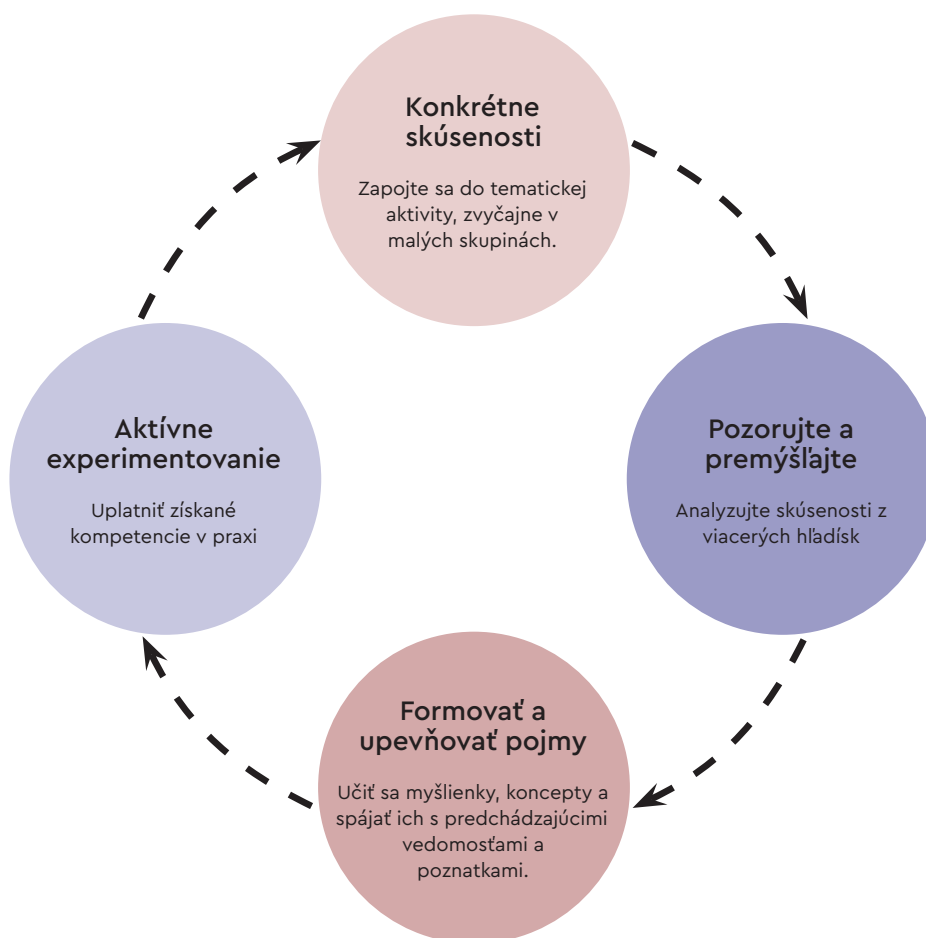 Konkrétne
skúsenosti
Zapojte sa do tematickej
aktivity, zvyčajne v
malých skupinách.
Pozorujte a
premýšľajte
Analyzujte skúsenosti z
viacerých hľadísk
Formovať a
upevňovať pojmy
Učiť sa myšlienky, koncepty a
spájať ich s predchádzajúcimi
vedomosťami a
poznatkami.
Aktívne
experimentovanie
Uplatniť získané
kompetencie v praxi